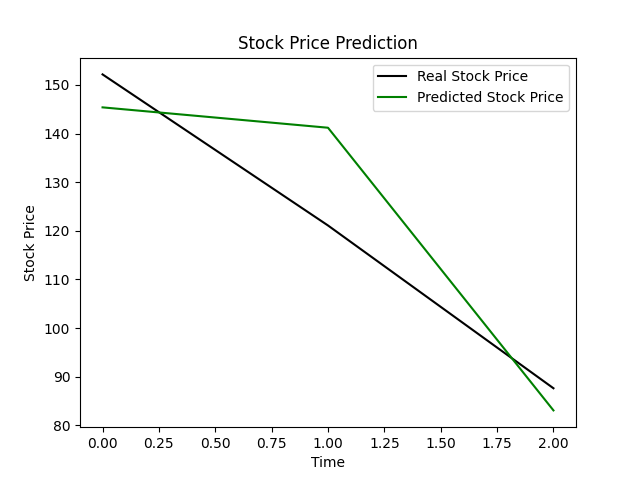 Stock Price Prediction
Real Stock Price
Predicted Stock Price
Stock Price
150
140
130
120
110
100
90
80
0.00 0.25 0.50 0.75 1.00 1.25 1.50 1.75 2.00
Time